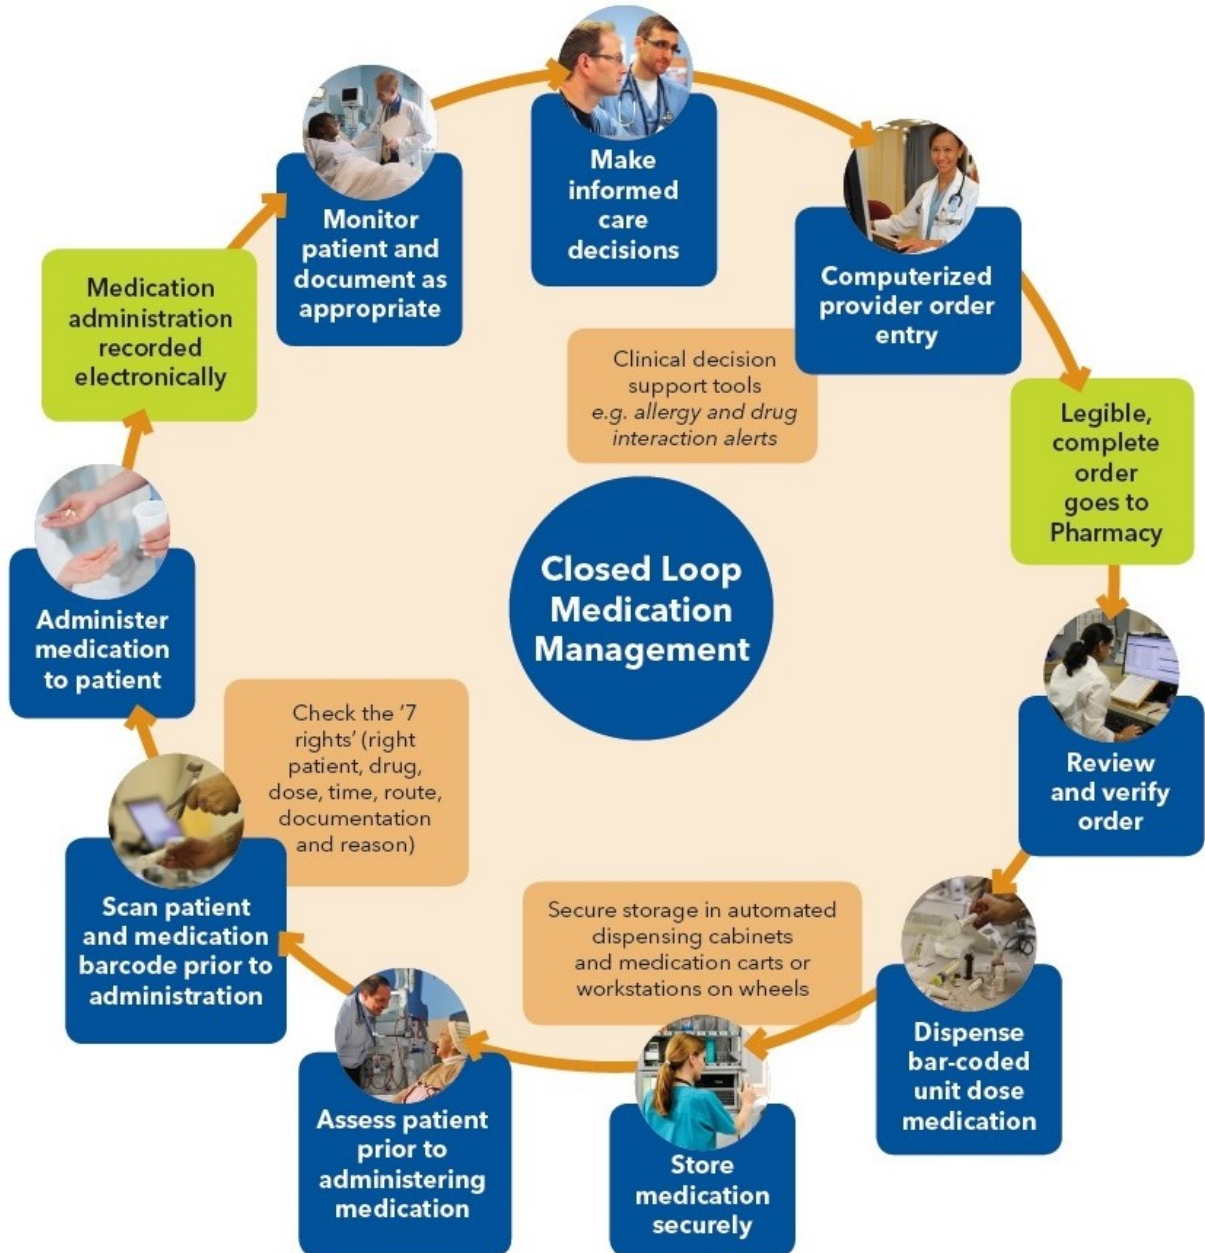 Make
informed
care
decisions
Computerized
provider order
entry
Clinical decision
support tools
e.g. allergy and drug
interaction alerts
Legible,
complete
order
goes to
Pharmacy
Review
and verify
order
Dispense
bar-coded
unit dose
medication
Secure storage in automated
dispensing cabinets
and medication carts or
workstations on wheels
Store
medication
securely
Assess patient
prior to
administering
medication
Scan patient
and medication
barcode prior to
administration
Check the '7
rights' (right
patient, drug,
dose, time, route,
documentation
and reason)
Administer
medication
to patient
Medication
administration
recorded
electronically
Monitor
patient and
document as
appropriate
Closed Loop
Medication
Management